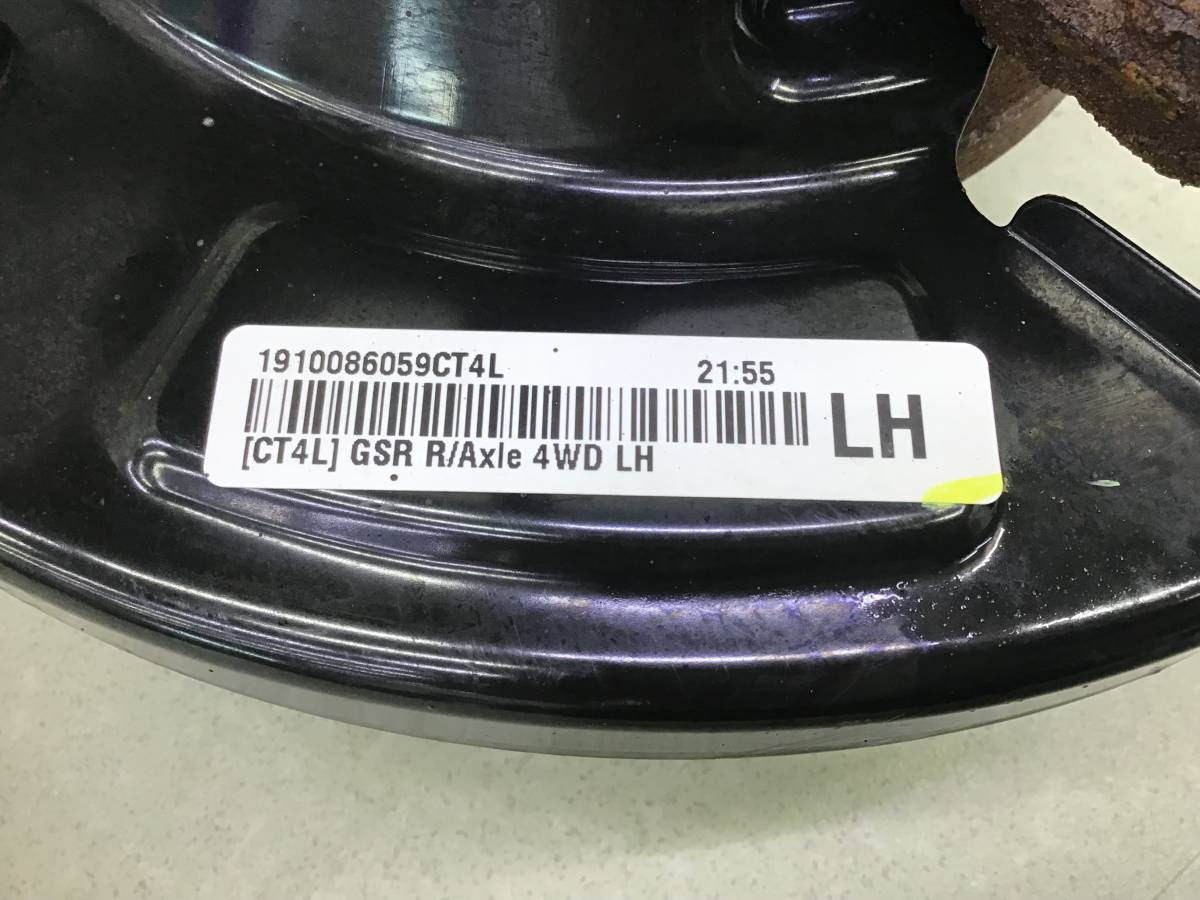 1910086059CT4L 21:55
LH
[CT4L] GSR R/Axle 4WD LH